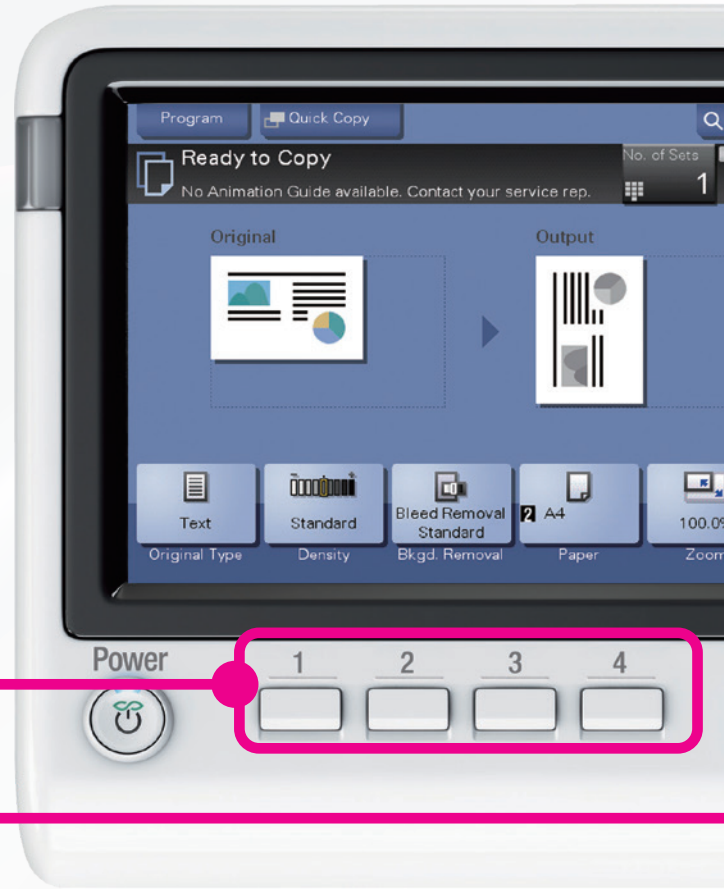 Program
Quick Copy
Ready to Copy
No. of Sets
No Animation Guide available. Contact your service rep.
1
Original
Output
Text
Standard
Bleed Removal
Standard
2 A4
100.0%
Original Type
Density
Bkgd. Removal
Paper
Zoom
Power
1
2
3
4